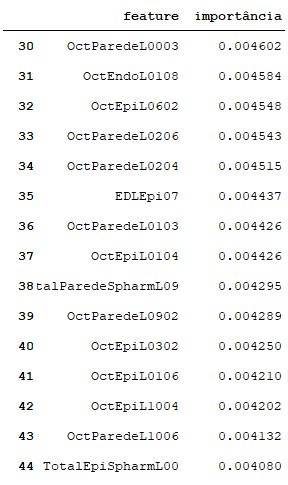 feature importância
30 OctParedeL0003 0.004602
31 OctEndoL0108 0.004584
32 OctEpiL0602 0.004548
33 OctParedeL0206 0.004543
34 OctParedeL0204 0.004515
35 EDLEpi07 0.004437
36 OctParedeL0103 0.004426
37 OctEpiL0104 0.004426
38 talParedeSpharmL09 0.004295
39 OctParedeL0902 0.004289
40 OctEpiL0302 0.004250
41 OctEpiL0106 0.004210
42 OctEpiL1004 0.004202
43 OctParedeL1006 0.004132
44 TotalEpiSpharmL00 0.004080